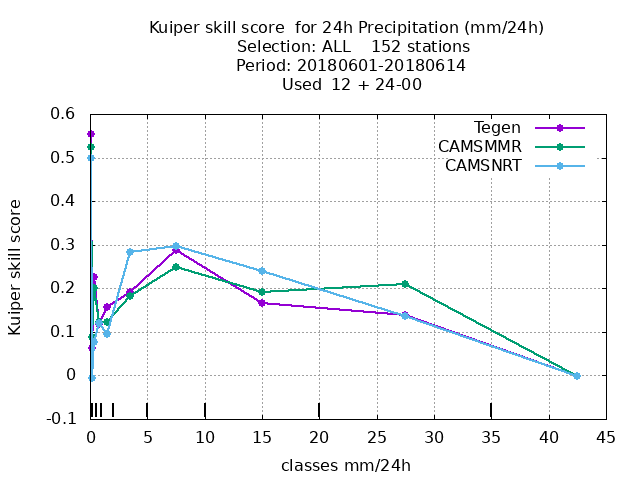 Kuiper skill score  for 24h Precipitation (mm/24h)
Selection: ALL    152 stations
Period: 20180601-20180614
Used  12 + 24-00
Tegen
CAMSMMR
CAMSNRT
0.6
0.5
0.4
0.3
0.2
0.1
0
-0.1
Kuiper skill score
0 5 10 15 20 25 30 35 40 45
classes mm/24h